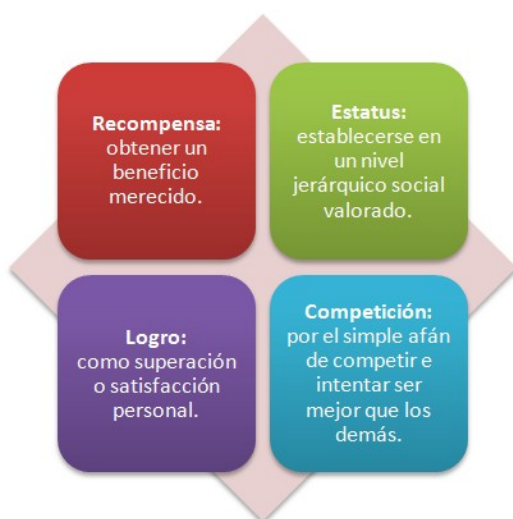 Recompensa:
obtener un
beneficio
merecido.
Estatus:
establecerse en
un nivel
jerárquico social
valorado.
Logro:
como superación
o satisfacción
personal.
Competición:
por el simple afán
de competir e
intentar ser
mejor que los
demás.